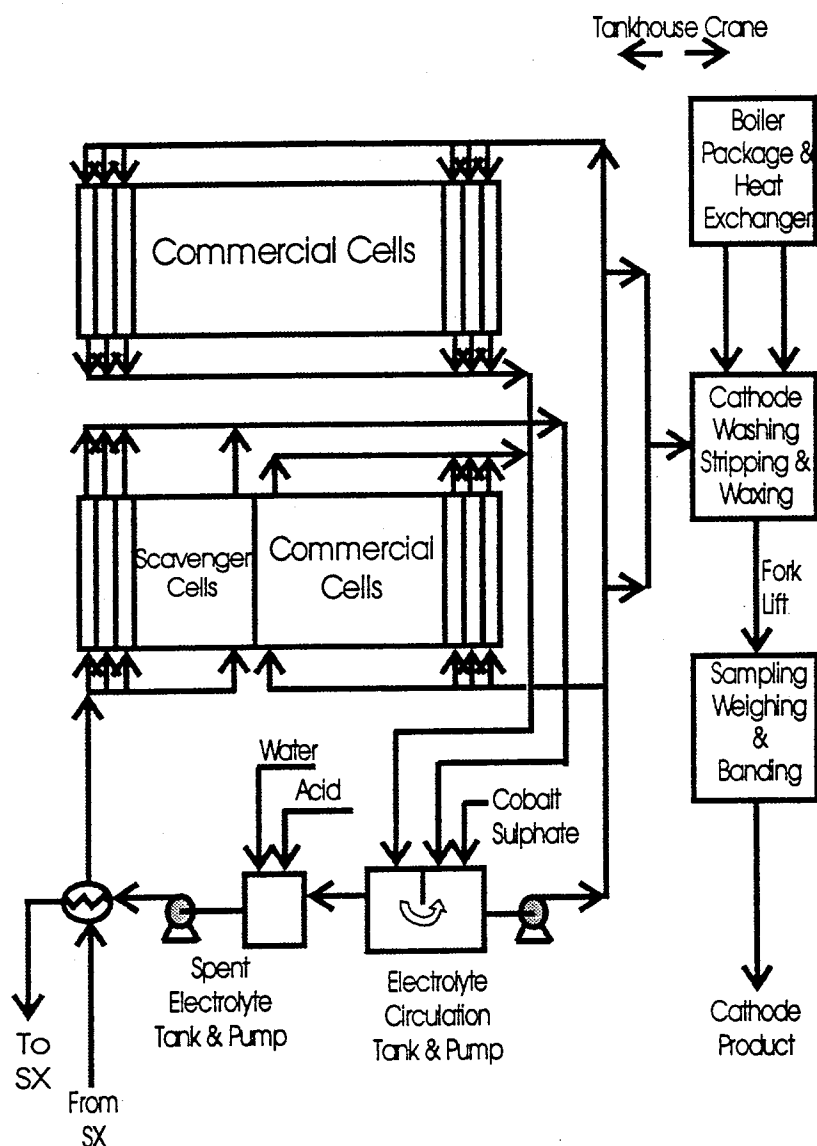 Tankhouse Crane
Boiler
Package &
Heat
Exchanger
Commercial Cells
Cathode
Washing
Stripping &
Waxing
Scavenger
Cells
Commercial
Cells
Fork
Lift
Sampling
Weighing
&
Banding
Water
Acid
Cobalt
Sulphate
Spent
Electrolyte
Tank & Pump
Electrolyte
Circulation
Tank & Pump
Cathode
Product
To
SX
From
SX